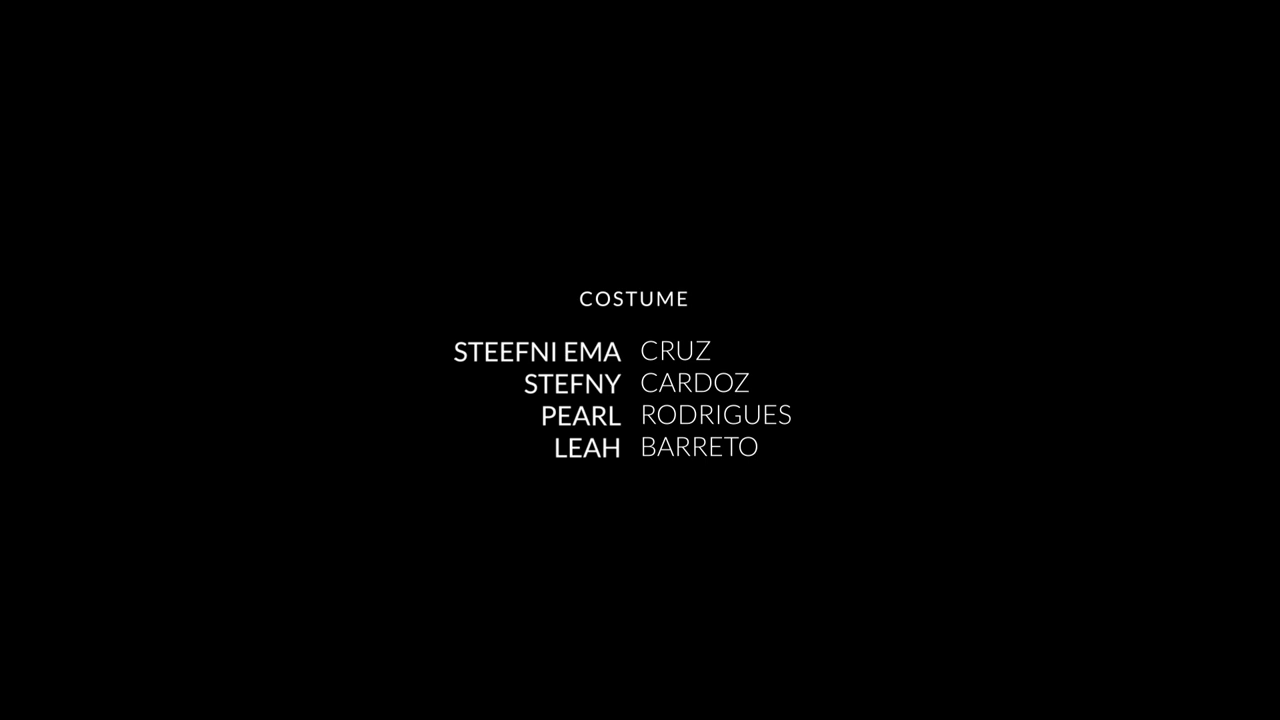 COSTUME
STEEFNI EMA CRUZ
STEFNY CARDOZ
PEARL RODRIGUES
LEAH BARRETO